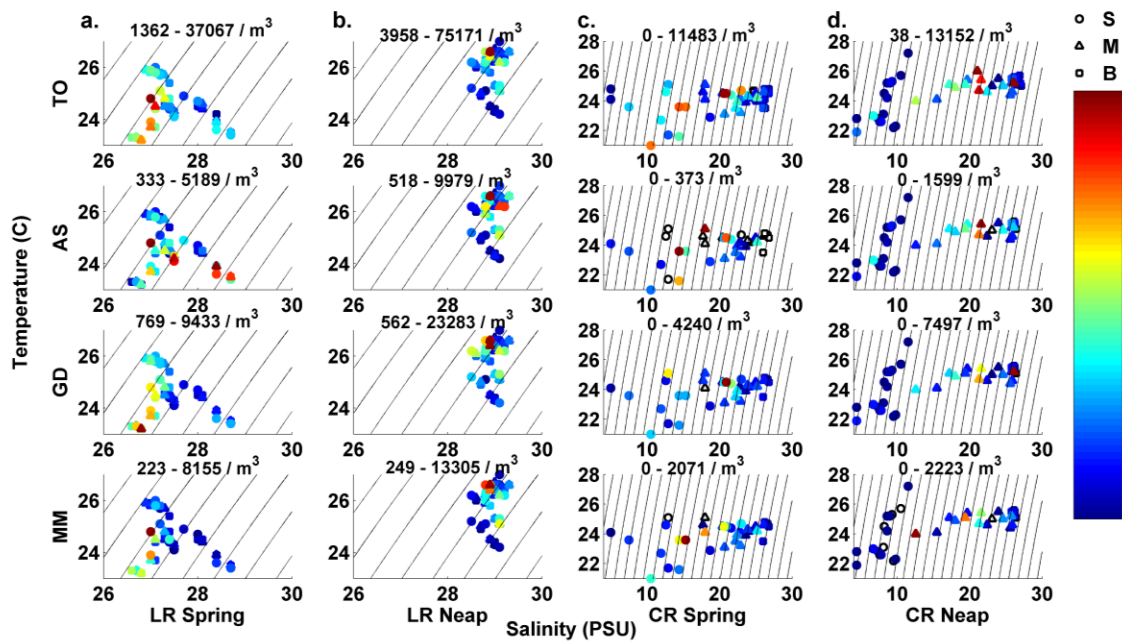 a. b. c. d.
1362 - 37067 / m³ 3958 - 75171 / m³ 0 - 11483 / m³ 38 - 13152 / m³
S
M
B
TO
26
23
26 28 30
28
26
24
22
26 28 30
28
26
24
22
10 20 30
28
26
24
22
10 20 30
333 - 5189 / m³ 518 - 9979 / m³ 0 - 373 / m³ 0 - 1599 / m³
AS
26
24
26 28 30
26
24
22
26 28 30
28
26
24
22
10 20 30
28
26
24
22
10 20 30
769 - 9433 / m³ 562 - 23283 / m³ 0 - 4240 / m³ 0 - 7497 / m³
GD
26
24
26 28 30
26
24
22
26 28 30
28
26
24
22
10 20 30
28
26
24
22
10 20 30
223 - 8155 / m³ 249 - 13305 / m³ 0 - 2071 / m³ 0 - 2223 / m³
MM
26
24
26 28 30
26
24
22
26 28 30
26
24
22
10 20 30
26
24
22
10 20 30
Temperature (C)
LR Spring LR Neap CR Spring CR Neap
Salinity (PSU)